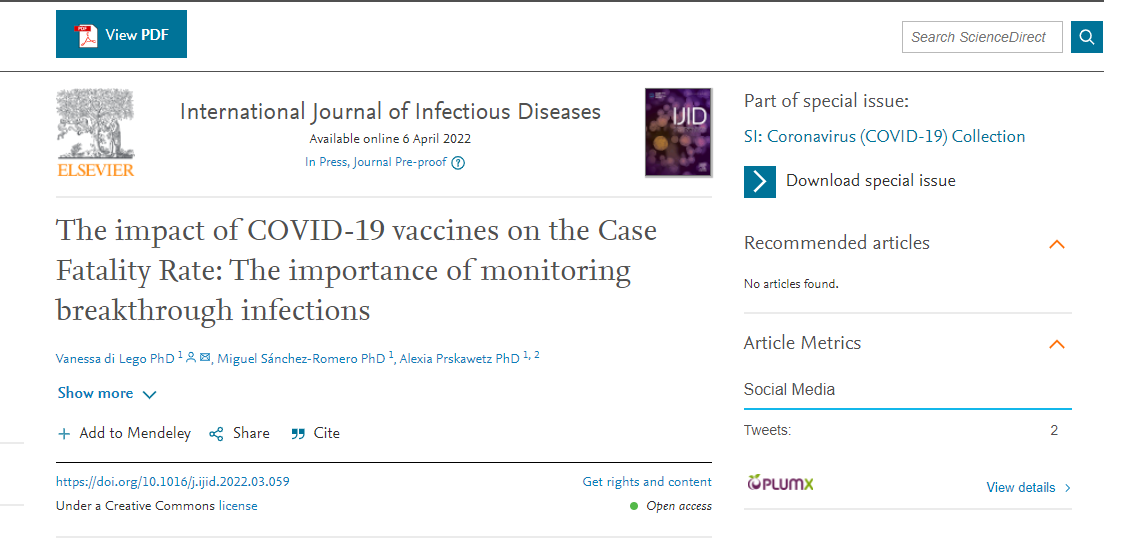 View PDF
Search ScienceDirect
ELSEVIER
International Journal of Infectious Diseases
Available online 6 April 2022
In Press, Journal Pre-proof ?
IJID
Part of special issue:
SI: Coronavirus (COVID-19) Collection
Download special issue
The impact of COVID-19 vaccines on the Case
Fatality Rate: The importance of monitoring
breakthrough infections
Vanessa di Lego PhD 1, Miguel Sánchez-Romero PhD 1, Alexia Prskawetz PhD 1, 2
Show more
Add to Mendeley Share Cite
https://doi.org/10.1016/j.ijid.2022.03.059
Get rights and content
Under a Creative Commons license
Open access
Recommended articles
No articles found.
Article Metrics
Social Media
Tweets: 2
PLUMX
View details